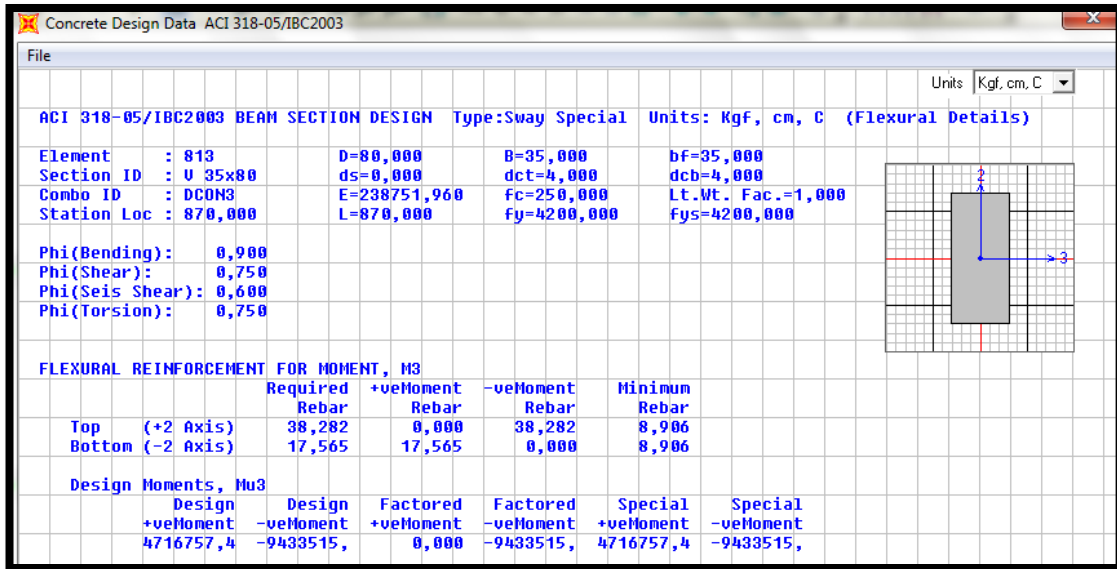 Concrete Design Data ACI 318-05/IBC2003
File
Units Kgf, cm, C
ACI 318-05/IBC2003 BEAM SECTION DESIGN Type:Sway Special Units: Kgf, cm, C (Flexural Details)
Element : 813 D=80,000 B=35,000 bf=35,000
Section ID : V 35x80 ds=0,000 dct=4,000 dcb=4,000
Combo ID : DCON3 E=238751,960 fc=250,000 Lt.Wt. Fac.=1,000
Station Loc : 870,000 L=870,000 fy=4200,000 fys=4200,000
Phi(Bending): 0,900
Phi(Shear): 0,750
Phi(Seis Shear): 0,600
Phi(Torsion): 0,750
2
3
FLEXURAL REINFORCEMENT FOR MOMENT, M3
Required +veMoment -veMoment Minimum
Rebar Rebar Rebar Rebar
Top (+2 Axis) 38,282 0,000 38,282 8,906
Bottom (-2 Axis) 17,565 17,565 0,000 8,906
Design Moments, Mu3
Design Design Factored Factored Special Special
+veMoment -veMoment +veMoment -veMoment +veMoment -veMoment
4716757,4 -9433515, 0,000 -9433515, 4716757,4 -9433515,